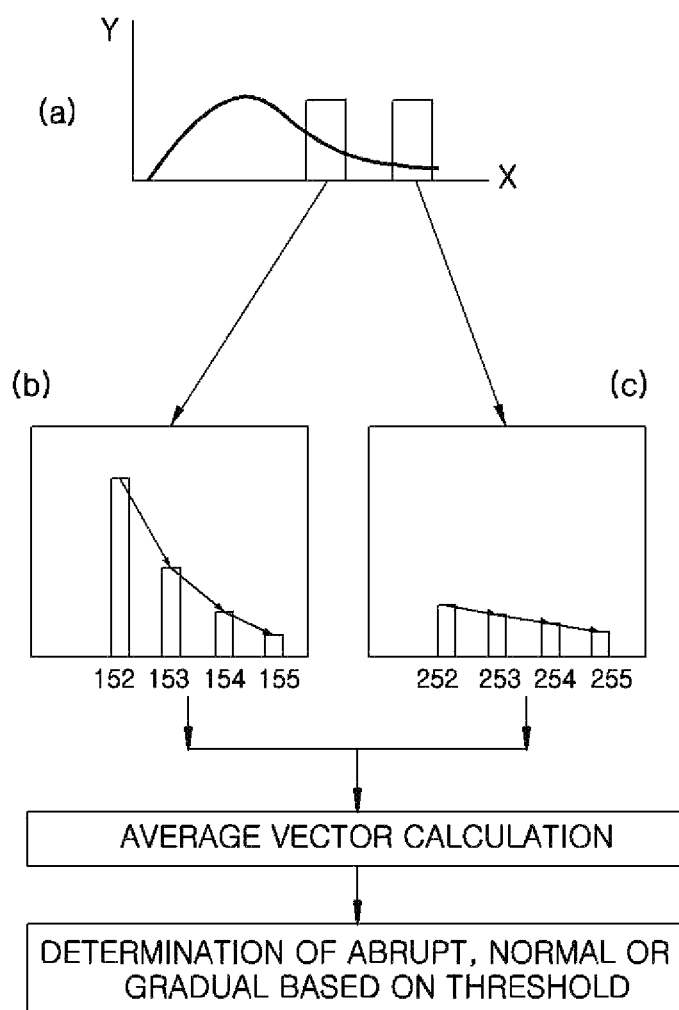 Y
(a)
X
(b)
(c)
152 153 154 155
252 253 254 255
AVERAGE VECTOR CALCULATION
DETERMINATION OF ABRUPT, NORMAL OR
GRADUAL BASED ON THRESHOLD